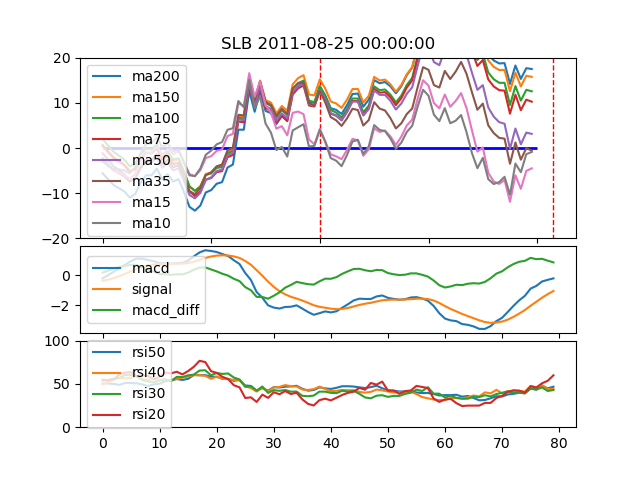 SLB 2011-08-25 00:00:00
20
10
0
−10
−20
ma200
ma150
ma100
ma75
ma50
ma35
ma15
ma10
0
−2
macd
signal
macd_diff
100
50
0
rsi50
rsi40
rsi30
rsi20
0 10 20 30 40 50 60 70 80